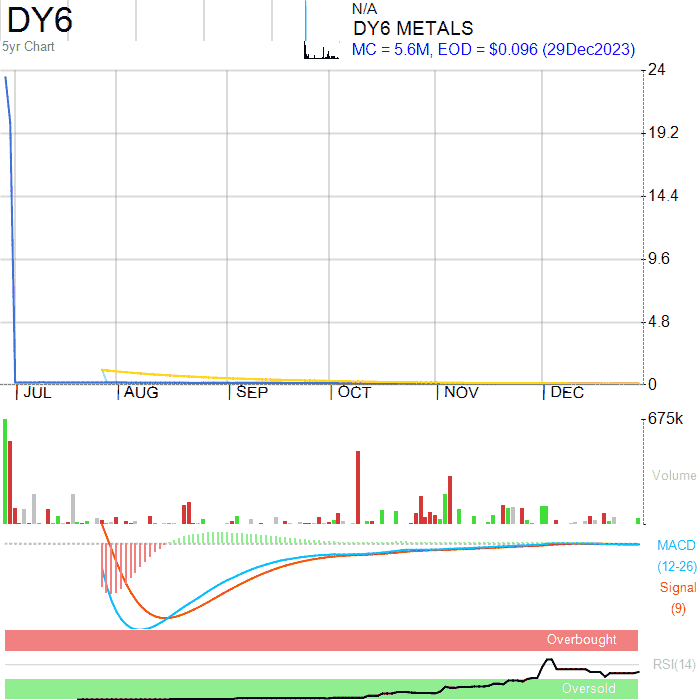 DY6
5yr Chart
N/A
DY6 METALS
MC = 5.6M, EOD = $0.096 (29Dec2023)
24
19.2
14.4
9.6
4.8
0
JUL AUG SEP OCT NOV DEC
675k
Volume
MACD
(12-26)
Signal
(9)
Overbought
RSI(14)
Oversold